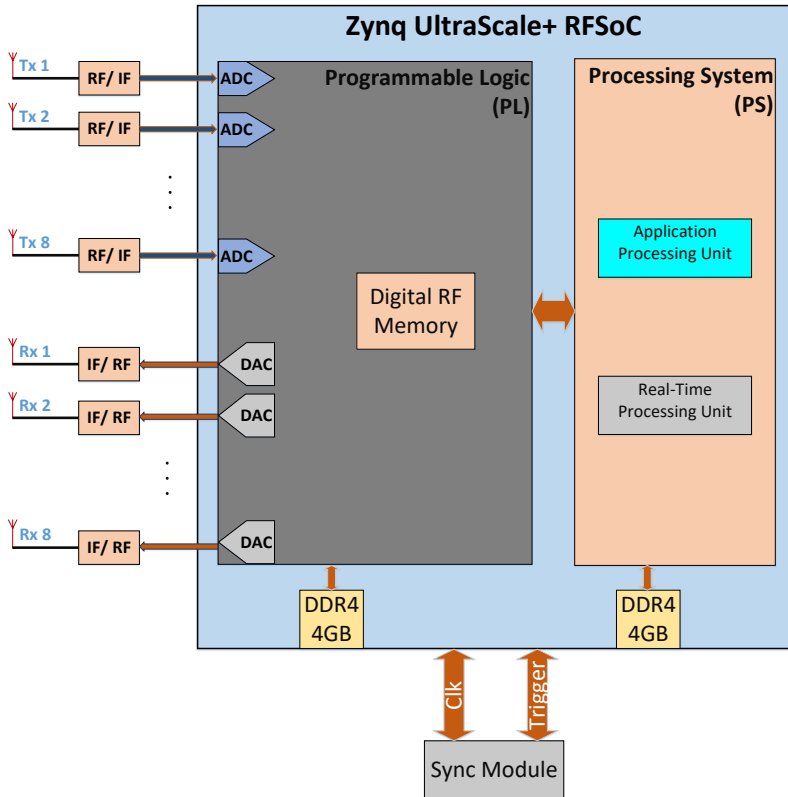 Zynq UltraScale+ RFSoC
Tx 1
RF/ IF
ADC
Programmable Logic
(PL)
Processing System
(PS)
Tx 2
RF/ IF
ADC
. . .
Tx 8
RF/ IF
ADC
Application
Processing Unit
Digital RF
Memory
Rx 1
IF/ RF
DAC
Rx 2
IF/ RF
DAC
Real-Time
Processing Unit
. . .
Rx 8
IF/ RF
DAC
DDR4
4GB
DDR4
4GB
Clk
Trigger
Sync Module